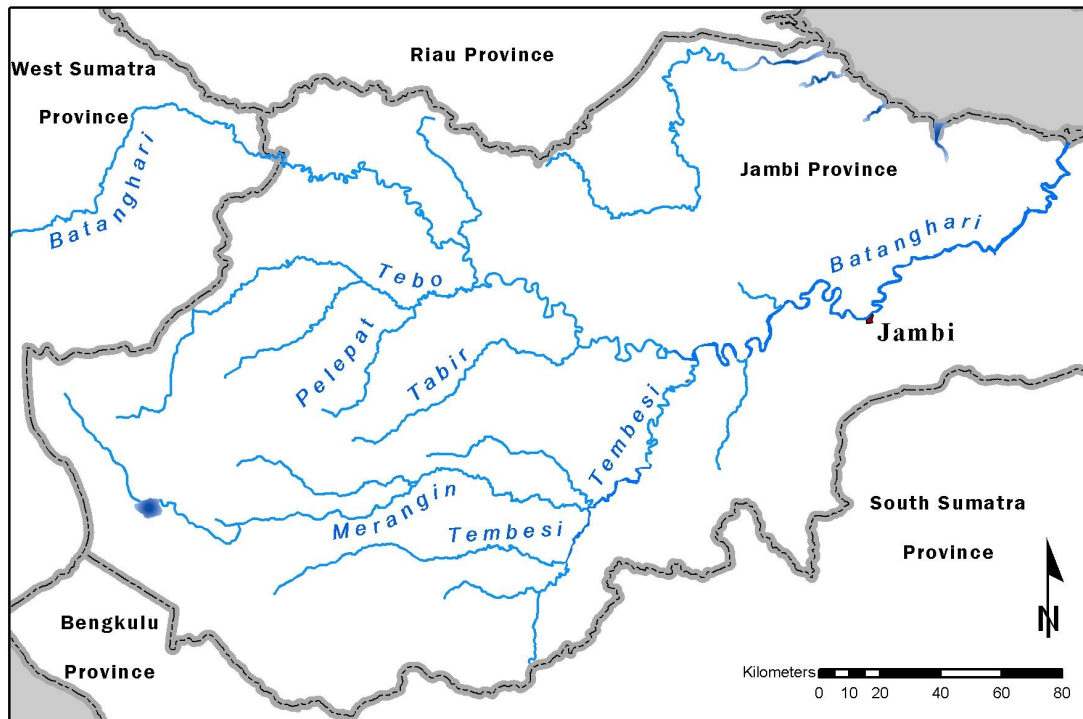 Riau Province
West Sumatra
Province
Batanghari
Jambi Province
Batanghari
Tebo
Pelepat
Tabir
Jambi
Tembesi
Merangin
Tembesi
South Sumatra
Province
Bengkulu
Province
N
Kilometers
0 10 20 40 60 80